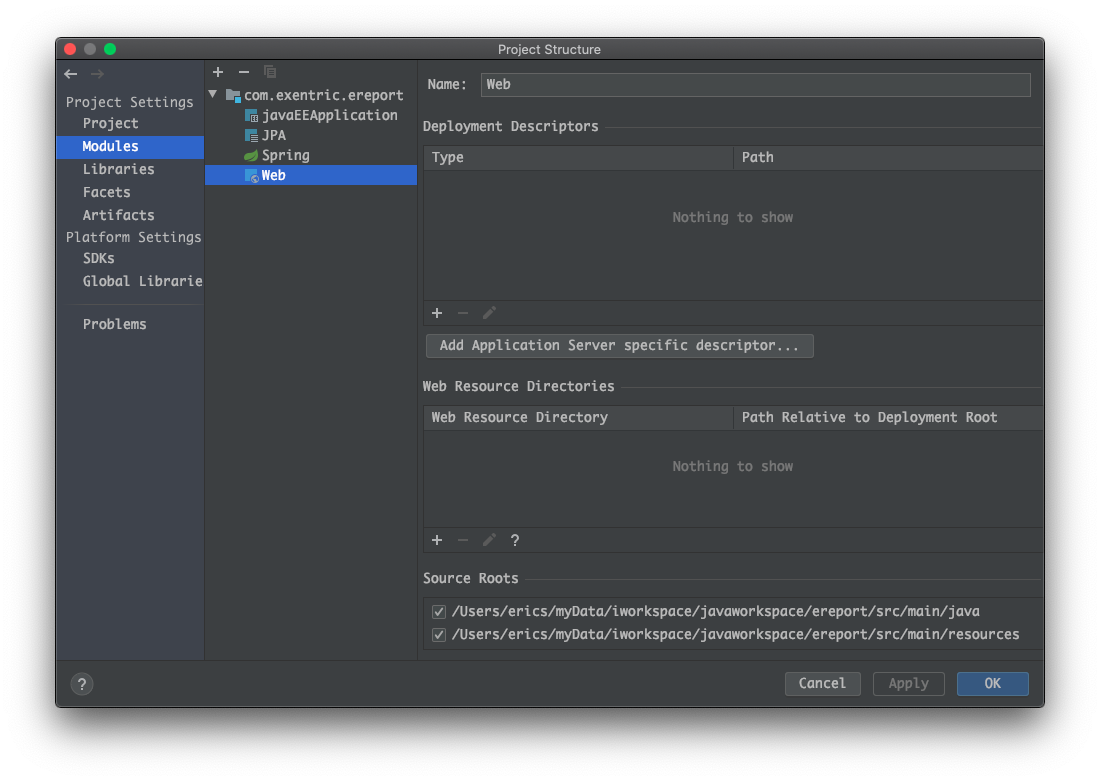 Project Structure
Project Settings
Project
Modules
Libraries
Facets
Artifacts
Platform Settings
SDKs
Global Librarie
Problems
com.exentric.ereport
javaEEApplication
JPA
Spring
Web
Name: Web
Deployment Descriptors
Type Path
Nothing to show
Add Application Server specific descriptor...
Web Resource Directories
Web Resource Directory Path Relative to Deployment Root
Nothing to show
?
Source Roots
/Users/erics/myData/iworkspace/javaworkspace/ereport/src/main/java
/Users/erics/myData/iworkspace/javaworkspace/ereport/src/main/resources
? Cancel Apply OK